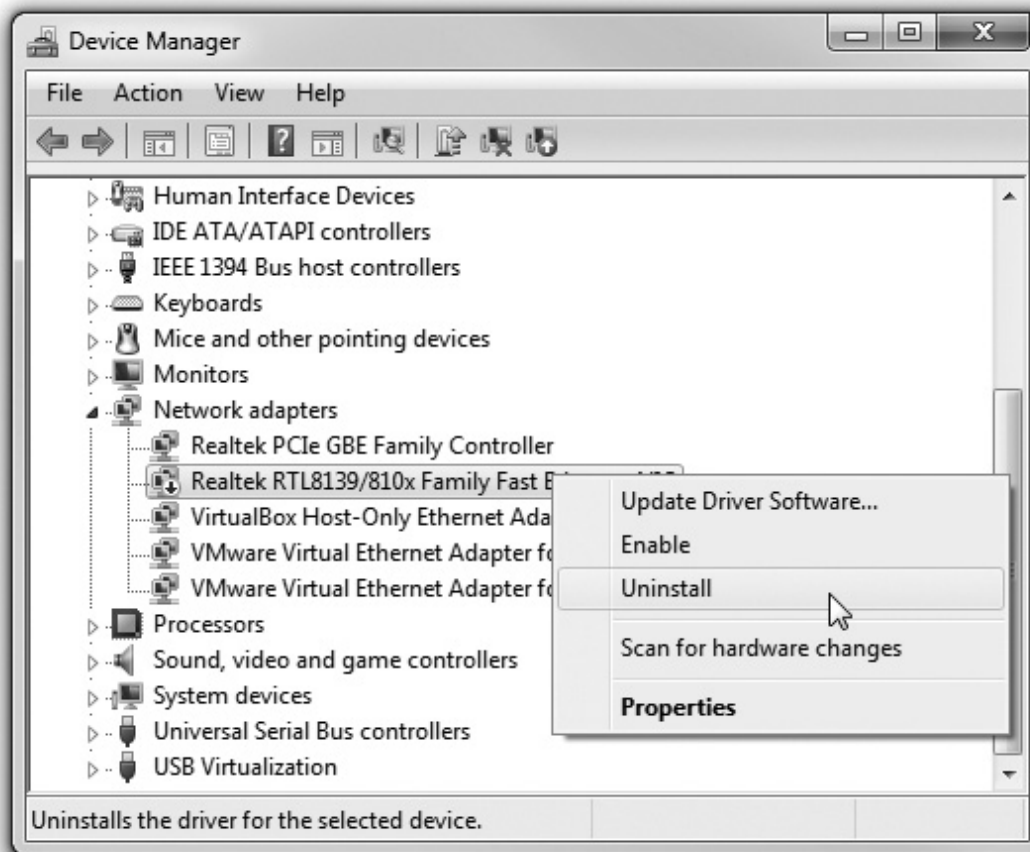 Device Manager
File Action View Help
Human Interface Devices
IDE ATA/ATAPI controllers
IEEE 1394 Bus host controllers
Keyboards
Mice and other pointing devices
Monitors
Network adapters
Realtek PCIe GBE Family Controller
Realtek RTL8139/810x Family Fast
VirtualBox Host-Only Ethernet Ada
VMware Virtual Ethernet Adapter fo
VMware Virtual Ethernet Adapter fo
Processors
Sound, video and game controllers
System devices
Universal Serial Bus controllers
USB Virtualization
Update Driver Software...
Enable
Uninstall
Scan for hardware changes
Properties
Uninstalls the driver for the selected device.